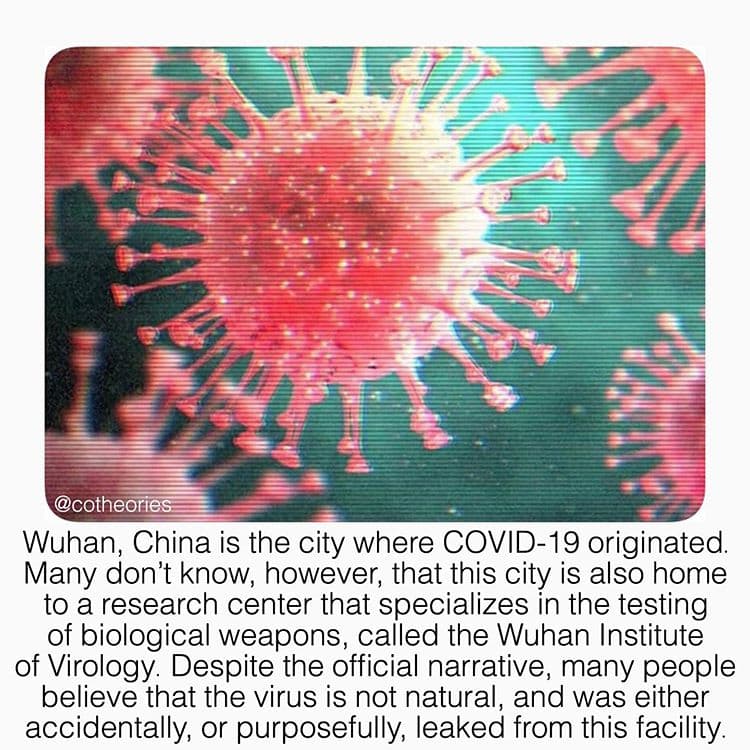 @cotheories
Wuhan, China is the city where COVID-19 originated.
Many don't know, however, that this city is also home
to a research center that specializes in the testing
of biological weapons, called the Wuhan Institute
of Virology. Despite the official narrative, many people
believe that the virus is not natural, and was either
accidentally, or purposefully, leaked from this facility.